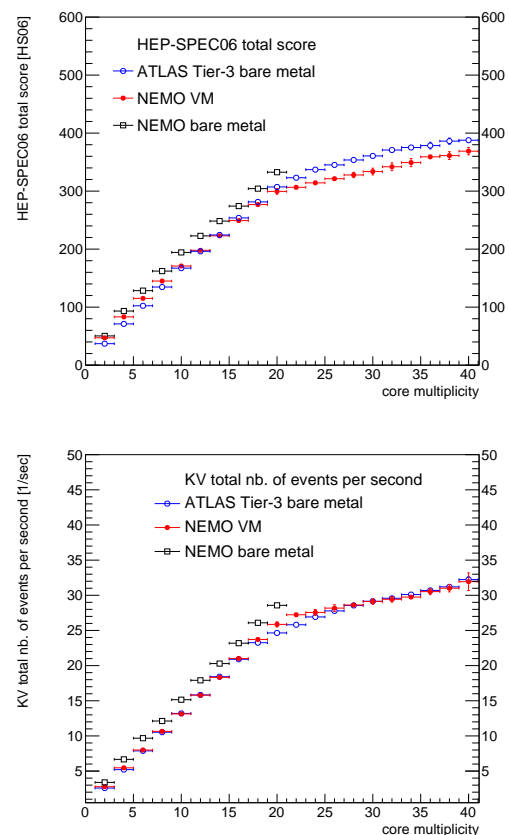 600 600
HEP-SPEC06 total score
ATLAS Tier-3 bare metal
500 500
NEMO VM
NEMO bare metal
400 400
300 300
200 200
100 100
0 0
0 5 10 15 20 25 30 35 40
core multiplicity
HEP-SPEC06 total score [HS06]
50 50
KV total nb. of events per second
45 45
ATLAS Tier-3 bare metal
40 40
NEMO VM
35 35
NEMO bare metal
30 30
25 25
20 20
15 15
10 10
5 5
0 5 10 15 20 25 30 35 40
core multiplicity
KV total nb. of events per second [1/sec]